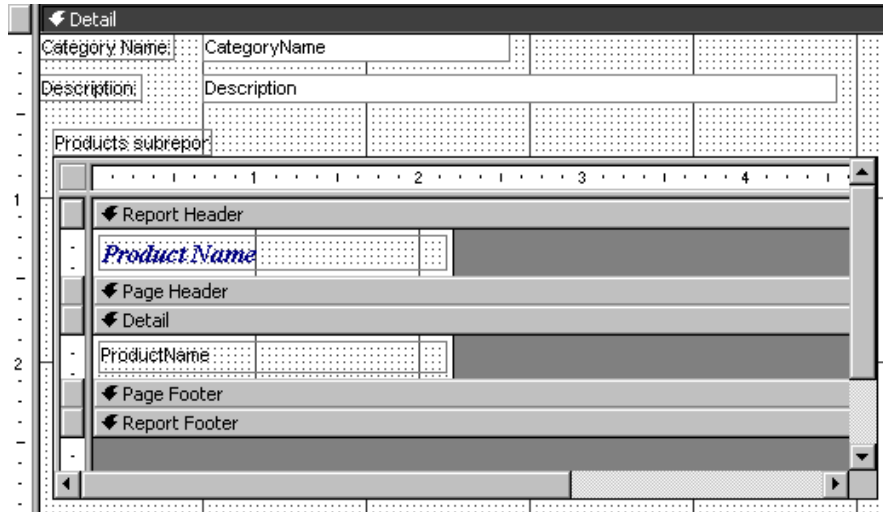 Detail
Category Name: CategoryName
Description: Description
Products subrepor
1 2 3 4
1
Report Header
Product Name
Page Header
Detail
2
ProductName
Page Footer
Report Footer